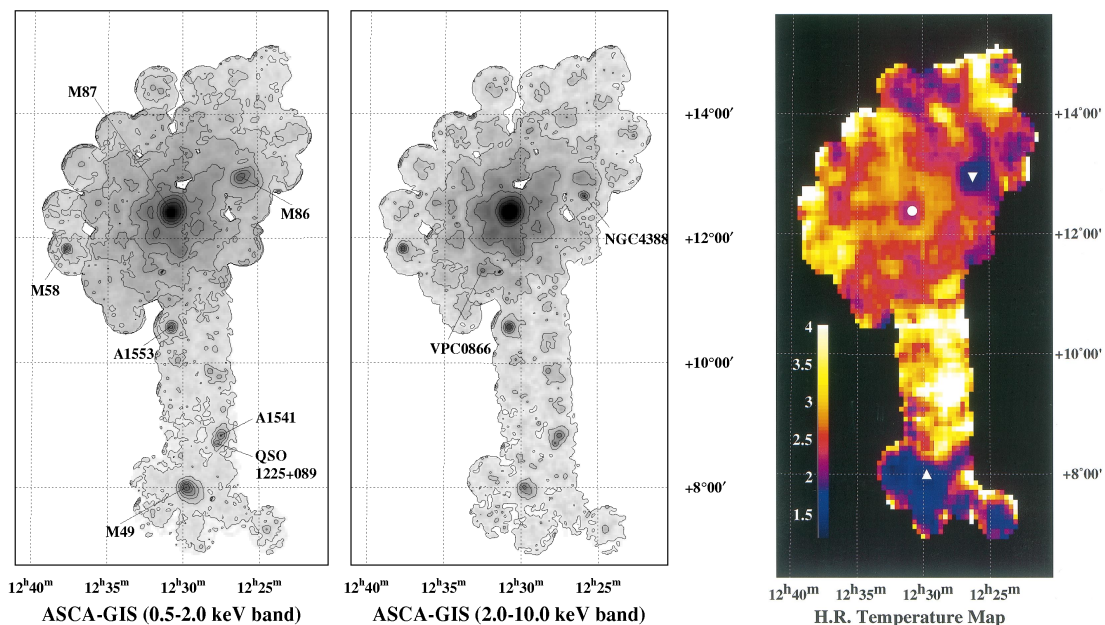 M87
M86
M58
A1553
A1541
QSO
1225+089
M49
12ʰ40ᵐ 12ʰ35ᵐ 12ʰ30ᵐ 12ʰ25ᵐ
ASCA-GIS (0.5-2.0 keV band)
NGC4388
VPC0866
+14°00′
+12°00′
+10°00′
+8°00′
12ʰ40ᵐ 12ʰ35ᵐ 12ʰ30ᵐ 12ʰ25ᵐ
ASCA-GIS (2.0-10.0 keV band)
4
3.5
3
2.5
2
1.5
+14°00′
+12°00′
+10°00′
+8°00′
12ʰ40ᵐ 12ʰ35ᵐ 12ʰ30ᵐ 12ʰ25ᵐ
H.R. Temperature Map